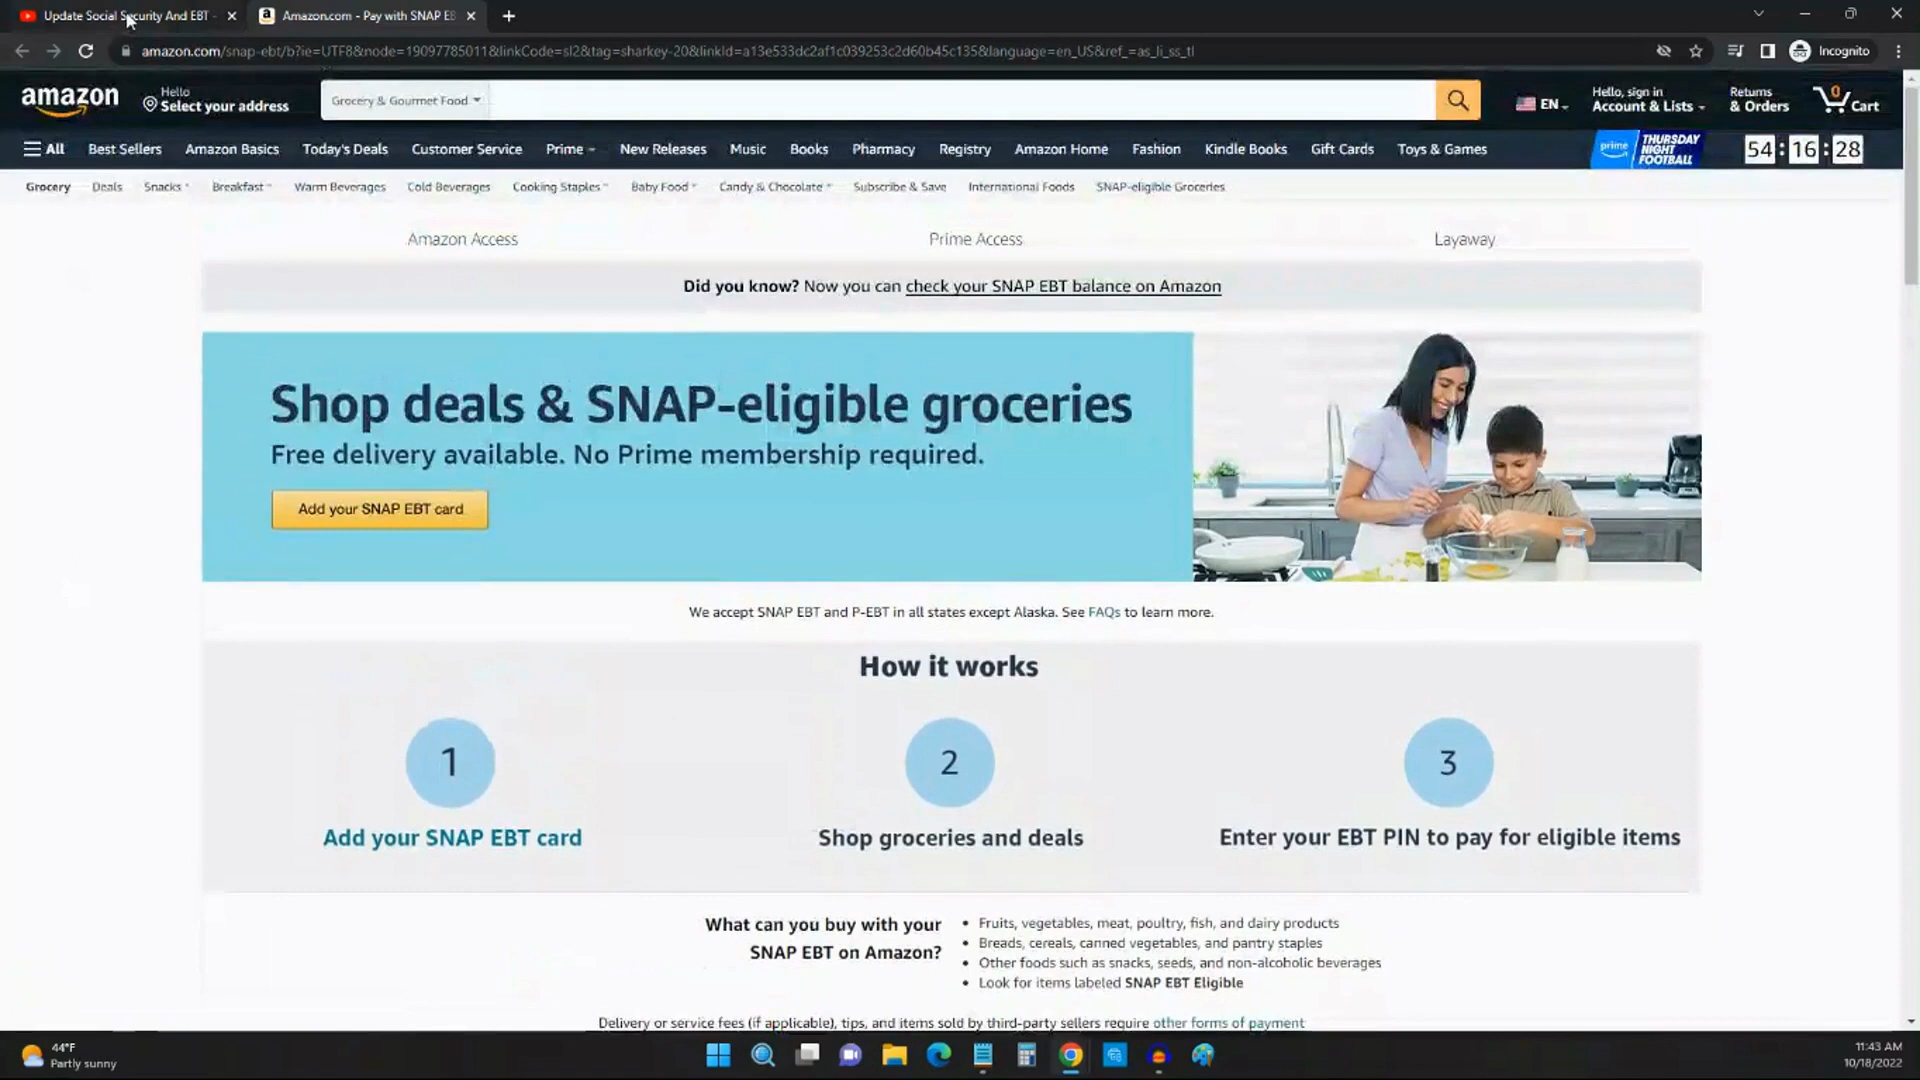 Update Social Security And EBT -
Amazon.com - Pay with SNAP EB
amazon.com/snap-ebt/b?ie=UTF8&node=19097785011&linkCode=sl2&tag=sharkey-20&linkId=a13e533dc2af1c039253c2d60b45c135&language=en_US&ref_=as_li_ss_tl
Incognito
amazon
Hello
Select your address
Grocery & Gourmet Food
EN
Hello, sign in
Account & Lists
Returns
& Orders
0
Cart
All
Best Sellers
Amazon Basics
Today's Deals
Customer Service
Prime
New Releases
Music
Books
Pharmacy
Registry
Amazon Home
Fashion
Kindle Books
Gift Cards
Toys & Games
prime
THURSDAY
NIGHT
FOOTBALL
54 : 16 : 28
Grocery
Deals
Snacks
Breakfast
Warm Beverages
Cold Beverages
Cooking Staples
Baby Food
Candy & Chocolate
Subscribe & Save
International Foods
SNAP-eligible Groceries
Amazon Access
Prime Access
Layaway
Did you know? Now you can check your SNAP EBT balance on Amazon
Shop deals & SNAP-eligible groceries
Free delivery available. No Prime membership required.
Add your SNAP EBT card
We accept SNAP EBT and P-EBT in all states except Alaska. See FAQs to learn more.
How it works
1
2
3
Add your SNAP EBT card
Shop groceries and deals
Enter your EBT PIN to pay for eligible items
What can you buy with your
SNAP EBT on Amazon?
• Fruits, vegetables, meat, poultry, fish, and dairy products
• Breads, cereals, canned vegetables, and pantry staples
• Other foods such as snacks, seeds, and non-alcoholic beverages
• Look for items labeled SNAP EBT Eligible
Delivery or service fees (if applicable), tips, and items sold by third-party sellers require other forms of payment
44°F
Partly sunny
11:43 AM
10/18/2022